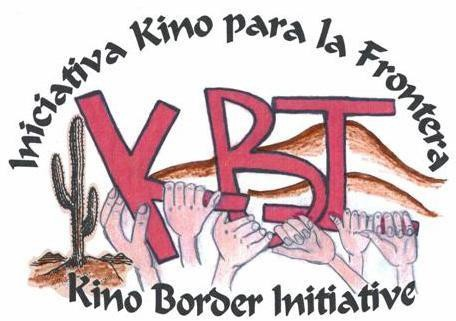 Iniciativa Kino para la Frontera
KBI
Kino Border Initiative